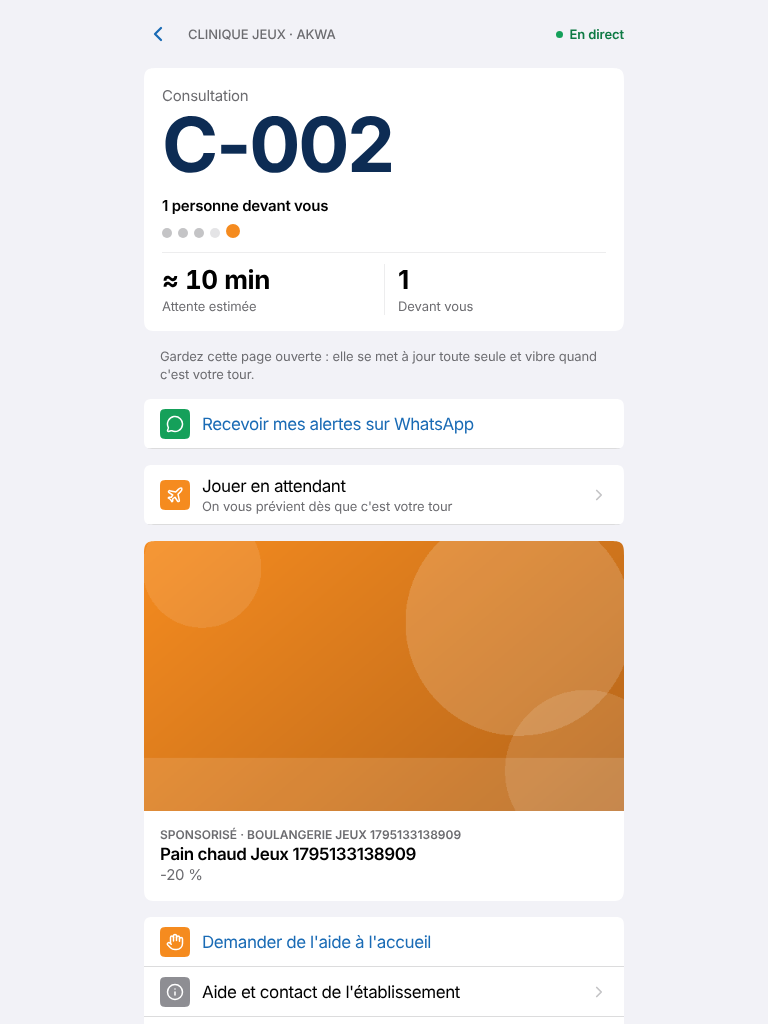 CLINIQUE JEUX · AKWA
En direct
Consultation
C-002
1 personne devant vous
≈ 10 min
Attente estimée
1
Devant vous
Gardez cette page ouverte : elle se met à jour toute seule et vibre quand
c'est votre tour.
Recevoir mes alertes sur WhatsApp
Jouer en attendant
On vous prévient dès que c'est votre tour
SPONSORISÉ · BOULANGERIE JEUX 1795133138909
Pain chaud Jeux 1795133138909
-20 %
Demander de l'aide à l'accueil
Aide et contact de l'établissement